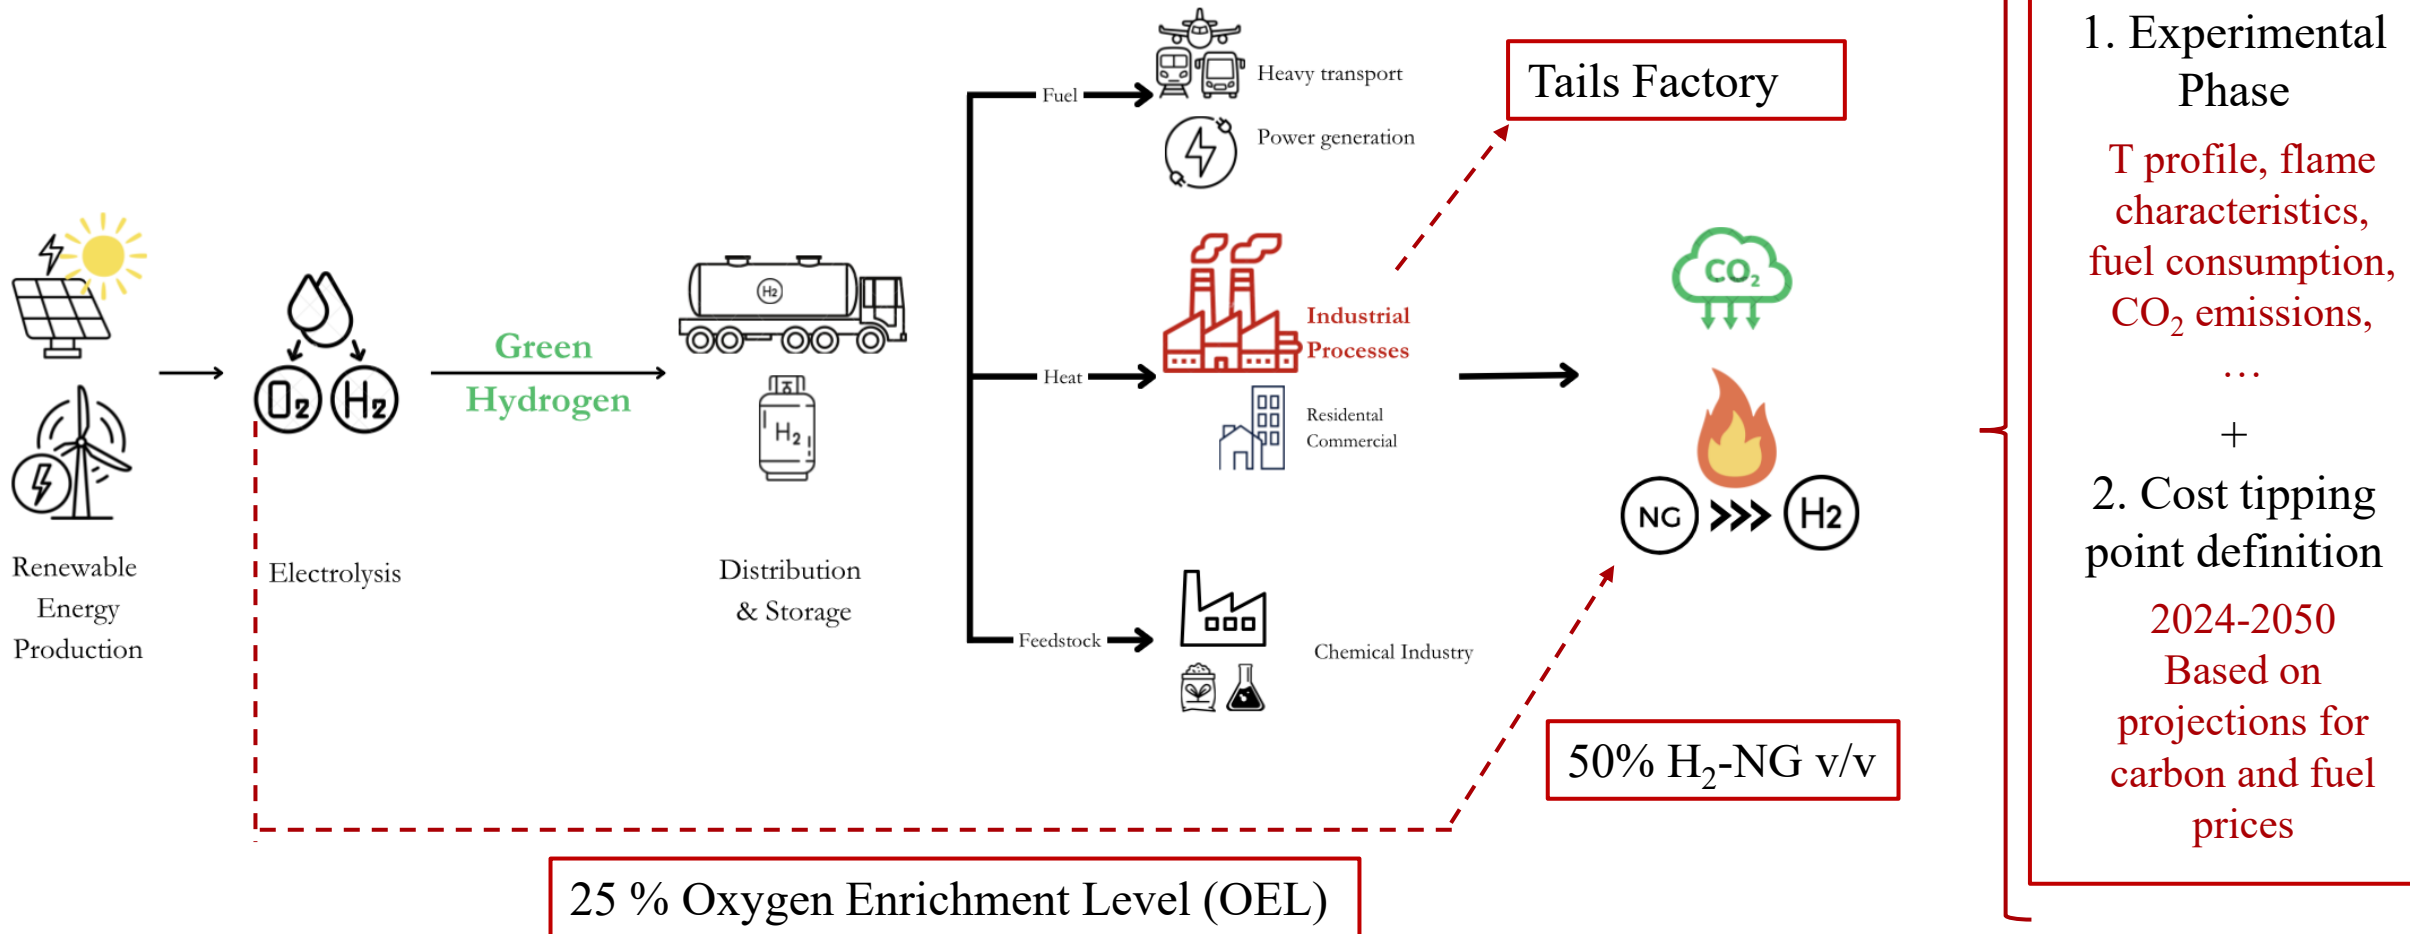 Renewable
Energy
Production
O2
H2
Electrolysis
Green
Hydrogen
H2
H2
Distribution
& Storage
Fuel
Heavy transport
Power generation
Heat
Industrial
Processes
Residental
Commercial
Feedstock
Chemical Industry
Tails Factory
CO2
NG
H2
50% H2-NG v/v
25 % Oxygen Enrichment Level (OEL)
1. Experimental
Phase
T profile, flame
characteristics,
fuel consumption,
CO2 emissions,
…
+
2. Cost tipping
point definition
2024-2050
Based on
projections for
carbon and fuel
prices